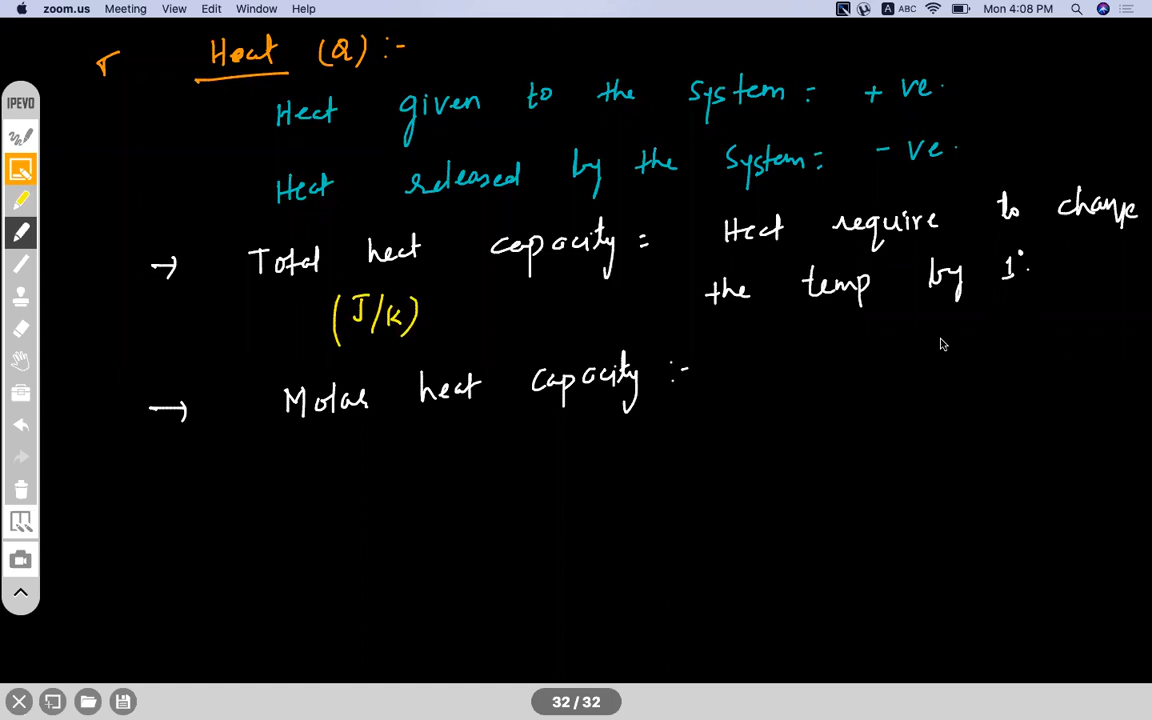 zoom.us Meeting View Edit Window Help A ABC Mon 4:08 PM
IPEVO
Heat (Q) :-
Heat given to the system = + ve.
Heat released by the system = - ve.
→ Total heat capacity = Heat require to change
the temp by 1°.
(J/K)
→ Molar heat capacity :-
32 / 32